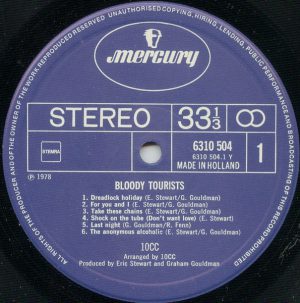 ALL RIGHTS OF THE MANUFACTURER AND OF THE OWNER OF THE WORK REPRODUCED RESERVED UNAUTHORISED COPYING, HIRING, LENDING, PUBLIC PERFORMANCE AND BROADCASTING OF THIS RECORD PROHIBITED
mercury
STEREO 33 1/3
STEMRA
6310 504
6310 504.1 Y
MADE IN HOLLAND
1
℗ 1978
BLOODY TOURISTS
1. Dreadlock holiday (E. Stewart/G. Gouldman)
2. For you and I (E. Stewart/G. Gouldman)
3. Take these chains (E. Stewart/G. Gouldman)
4. Shock on the tube (Don't want love) (E. Stewart)
5. Last night (G. Gouldman/R. Fenn)
6. The anonymous alcoholic (E. Stewart/G. Gouldman)
10CC
Arranged by 10CC
Produced by Eric Stewart and Graham Gouldman